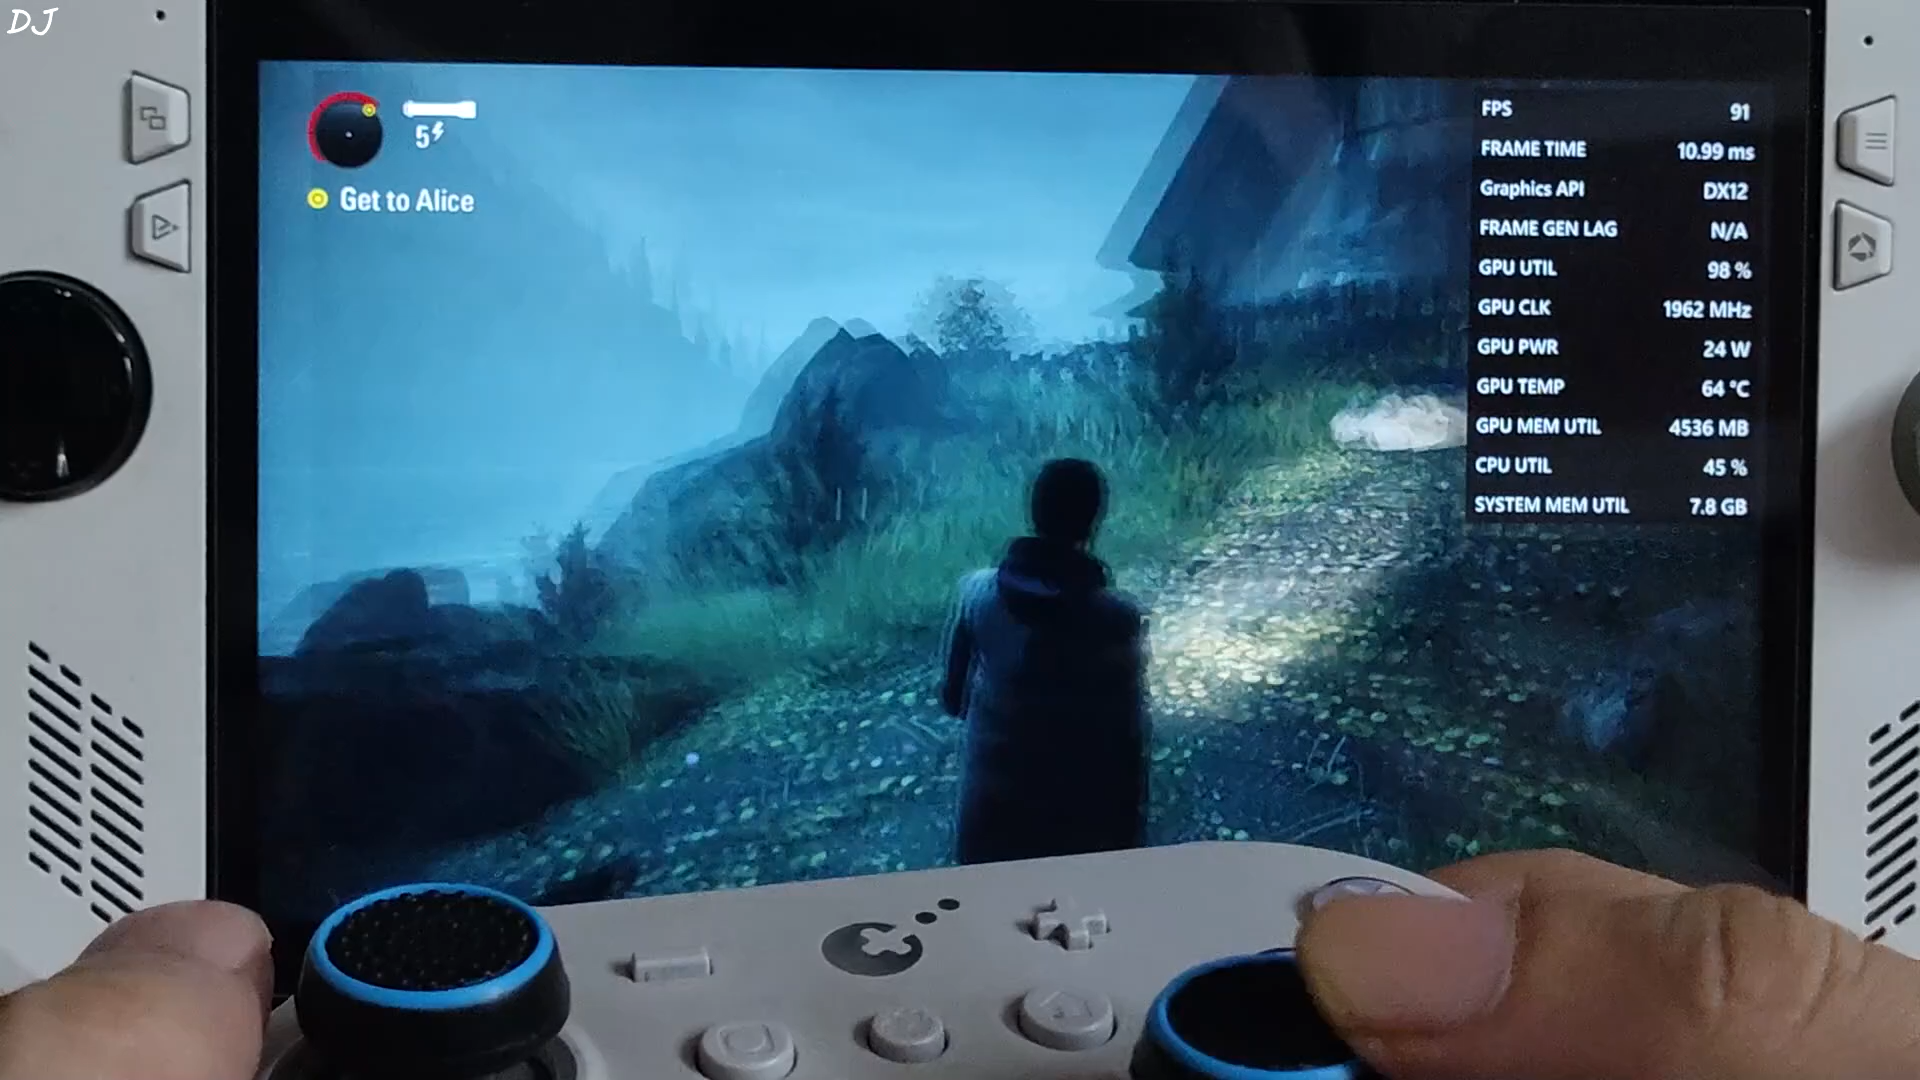 DJ
5
Get to Alice
FPS 91
FRAME TIME 10.99 ms
Graphics API DX12
FRAME GEN LAG N/A
GPU UTIL 98 %
GPU CLK 1962 MHz
GPU PWR 24 W
GPU TEMP 64 °C
GPU MEM UTIL 4536 MB
CPU UTIL 45 %
SYSTEM MEM UTIL 7.8 GB